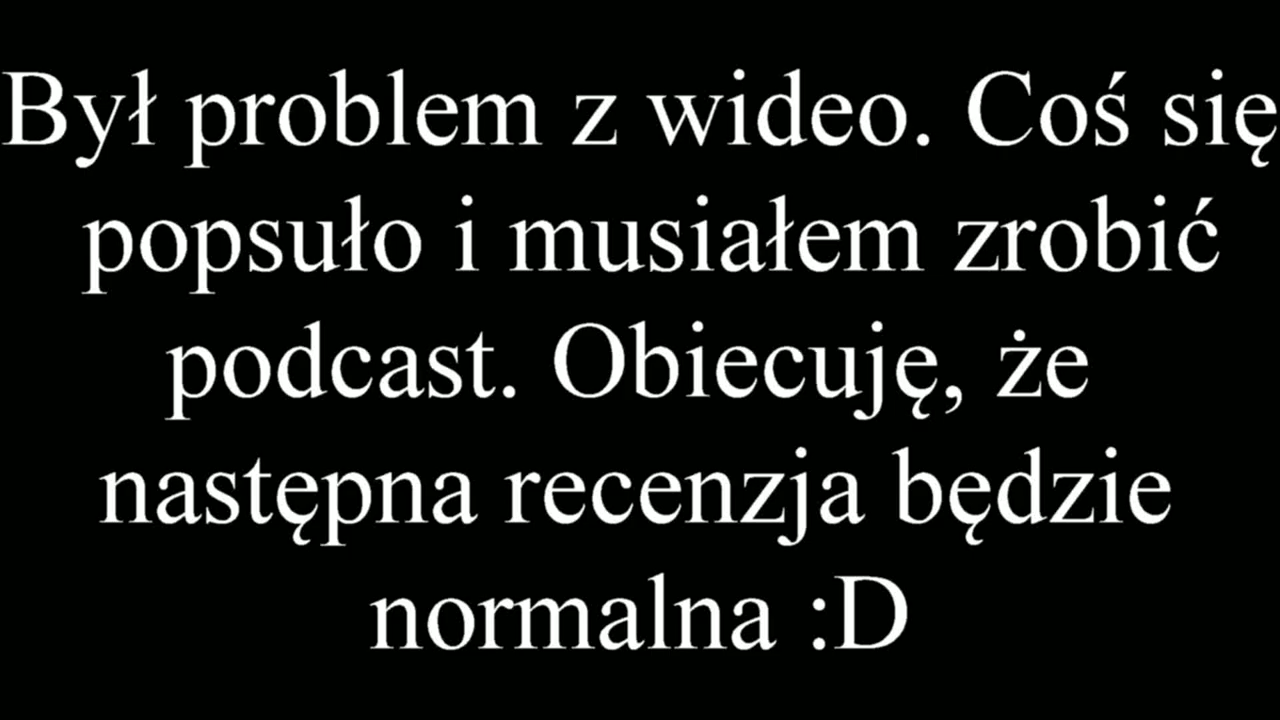 Był problem z wideo. Coś się
popsuło i musiałem zrobić
podcast. Obiecuję, że
następna recenzja będzie
normalna :D